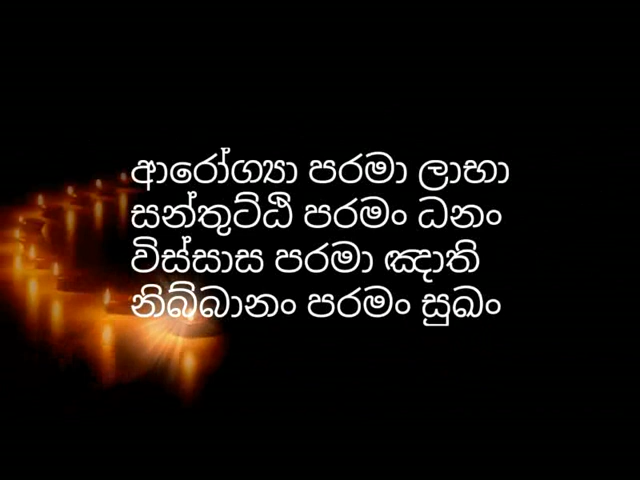 ආරෝග්‍යා පරමා ලාභා
සන්තුට්ඨි පරමං ධනං
විස්සාස පරමා ඤාති
නිබ්බානං පරමං සුඛං